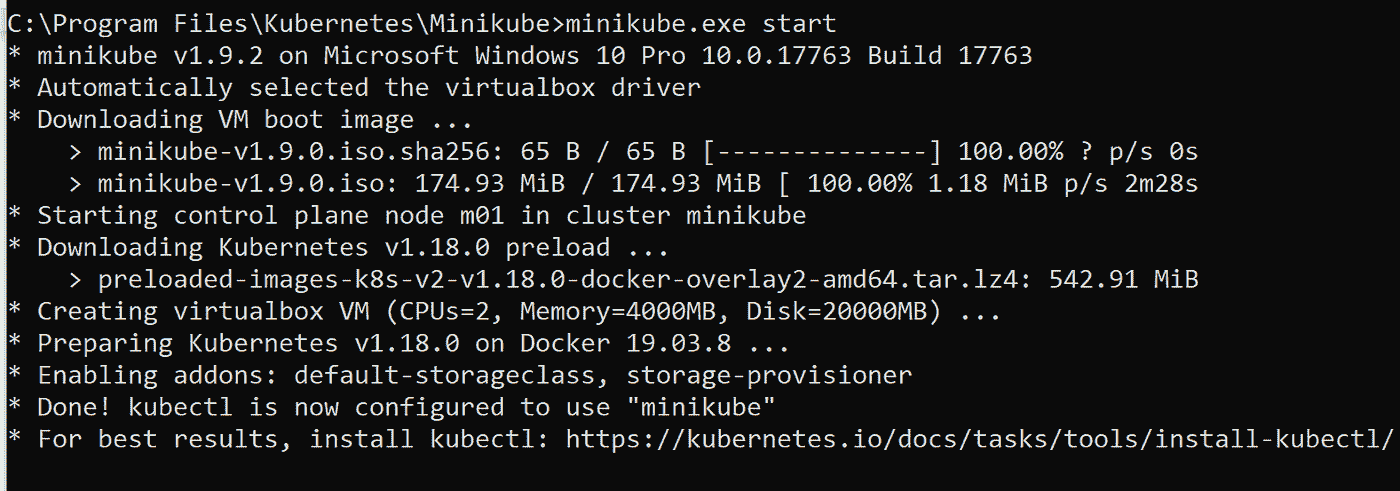 C:\Program Files\Kubernetes\Minikube>minikube.exe start
* minikube v1.9.2 on Microsoft Windows 10 Pro 10.0.17763 Build 17763
* Automatically selected the virtualbox driver
* Downloading VM boot image ...
    > minikube-v1.9.0.iso.sha256: 65 B / 65 B [--------------] 100.00% ? p/s 0s
    > minikube-v1.9.0.iso: 174.93 MiB / 174.93 MiB [ 100.00% 1.18 MiB p/s 2m28s
* Starting control plane node m01 in cluster minikube
* Downloading Kubernetes v1.18.0 preload ...
    > preloaded-images-k8s-v2-v1.18.0-docker-overlay2-amd64.tar.lz4: 542.91 MiB
* Creating virtualbox VM (CPUs=2, Memory=4000MB, Disk=20000MB) ...
* Preparing Kubernetes v1.18.0 on Docker 19.03.8 ...
* Enabling addons: default-storageclass, storage-provisioner
* Done! kubectl is now configured to use "minikube"
* For best results, install kubectl: https://kubernetes.io/docs/tasks/tools/install-kubectl/